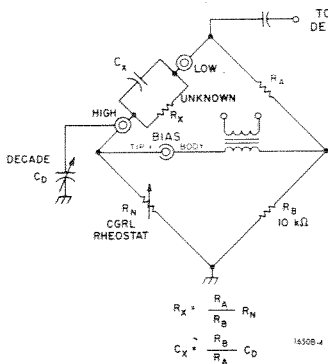 TO
DE
LOW
C_X
R_A
UNKNOWN
R_X
HIGH
BIAS
TIP +
BODY
DECADE
C_D
R_N
CGRL
RHEOSTAT
R_B
10 kΩ
R_X = R_A / R_B R_N
C_X = R_B / R_A C_D
1650B-4